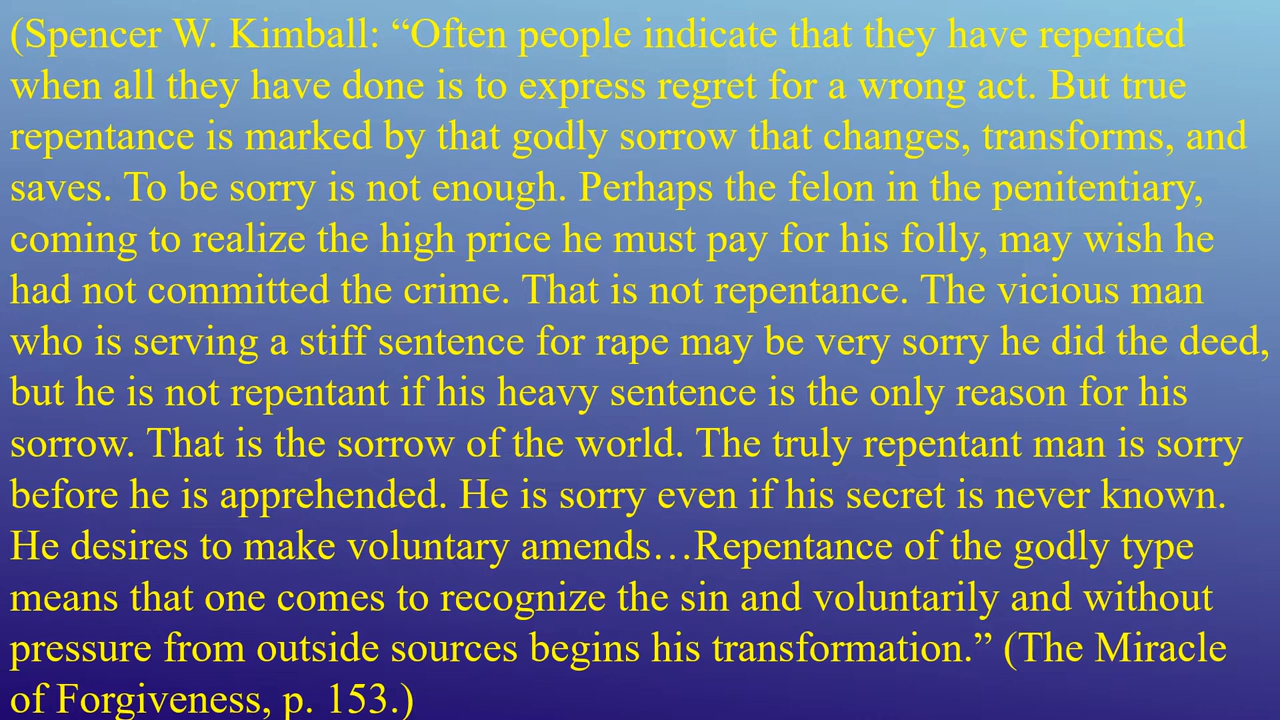 (Spencer W. Kimball: “Often people indicate that they have repented
when all they have done is to express regret for a wrong act. But true
repentance is marked by that godly sorrow that changes, transforms, and
saves. To be sorry is not enough. Perhaps the felon in the penitentiary,
coming to realize the high price he must pay for his folly, may wish he
had not committed the crime. That is not repentance. The vicious man
who is serving a stiff sentence for rape may be very sorry he did the deed,
but he is not repentant if his heavy sentence is the only reason for his
sorrow. That is the sorrow of the world. The truly repentant man is sorry
before he is apprehended. He is sorry even if his secret is never known.
He desires to make voluntary amends…Repentance of the godly type
means that one comes to recognize the sin and voluntarily and without
pressure from outside sources begins his transformation.” (The Miracle
of Forgiveness, p. 153.)